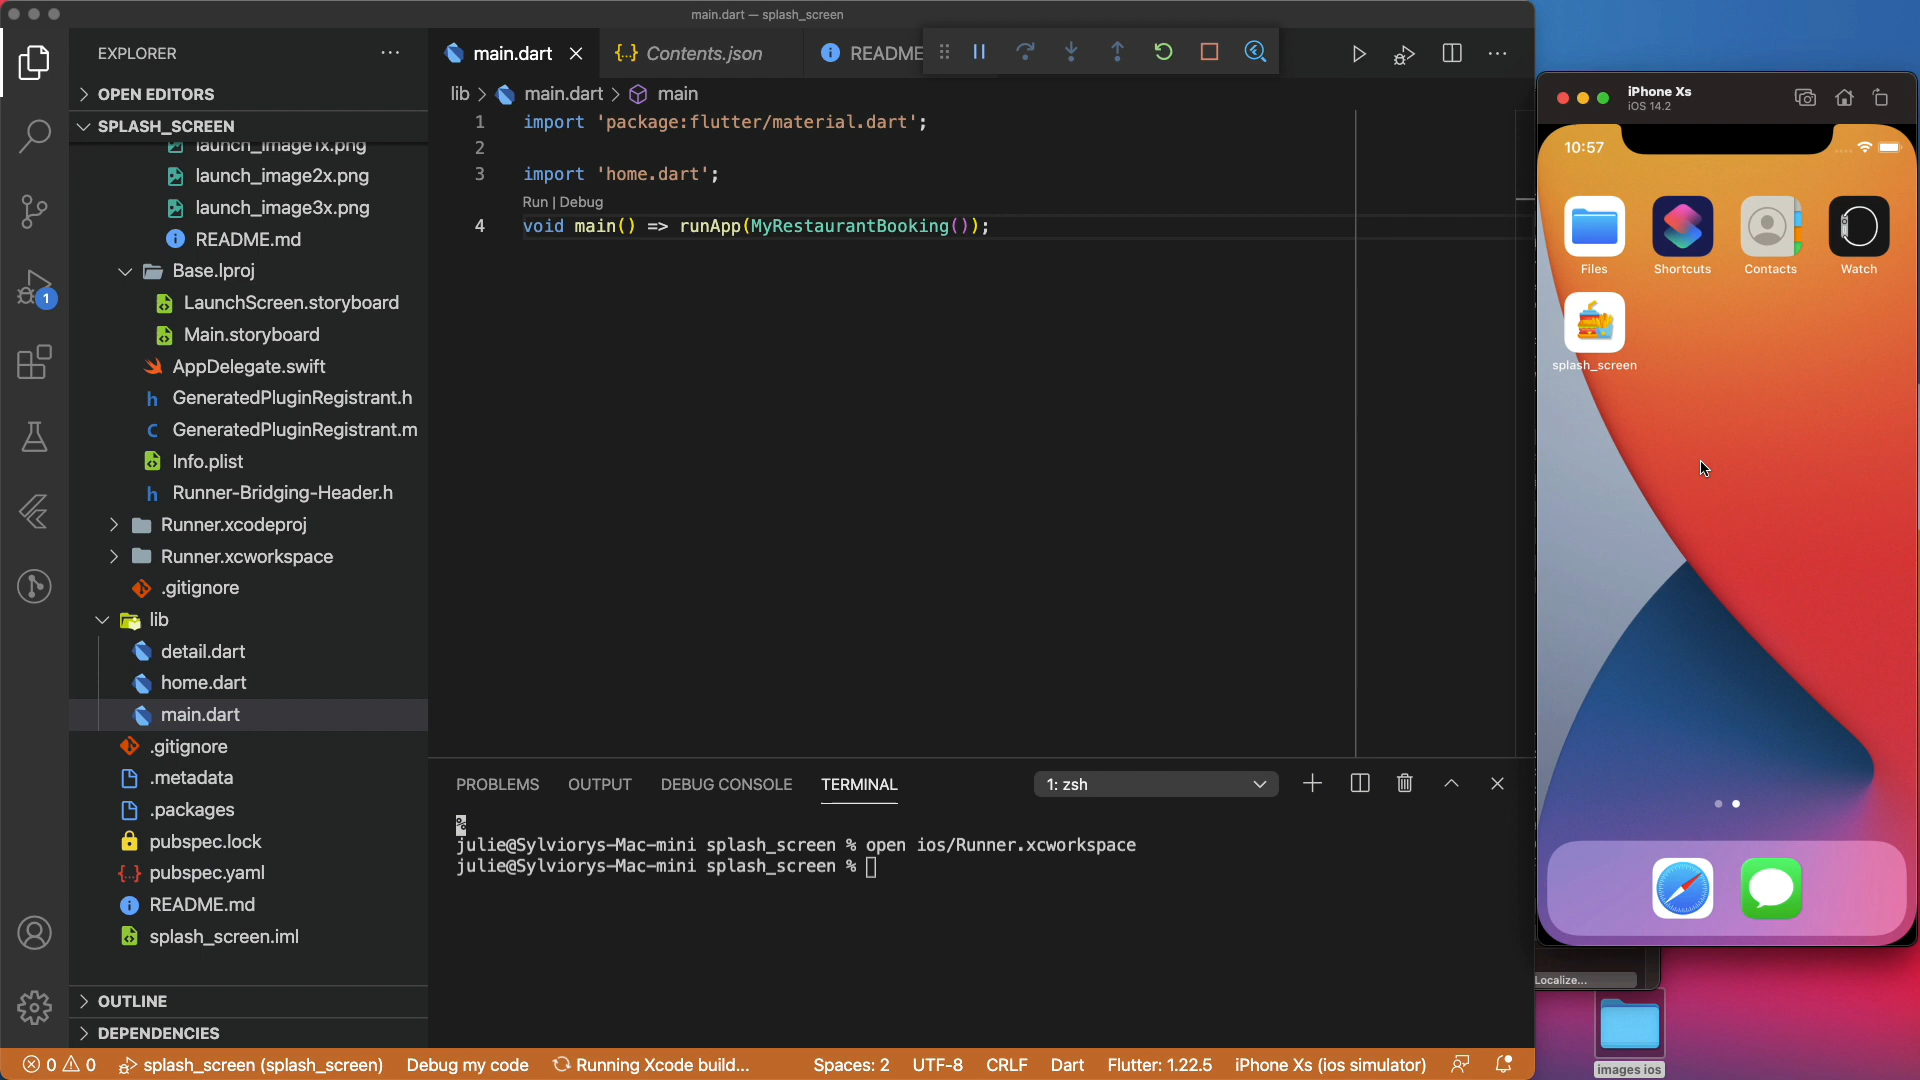 main.dart — splash_screen
EXPLORER
OPEN EDITORS
SPLASH_SCREEN
launch_image1x.png
launch_image2x.png
launch_image3x.png
README.md
Base.lproj
LaunchScreen.storyboard
Main.storyboard
AppDelegate.swift
GeneratedPluginRegistrant.h
GeneratedPluginRegistrant.m
Info.plist
Runner-Bridging-Header.h
Runner.xcodeproj
Runner.xcworkspace
.gitignore
lib
detail.dart
home.dart
main.dart
.gitignore
.metadata
.packages
pubspec.lock
pubspec.yaml
README.md
splash_screen.iml
OUTLINE
DEPENDENCIES
main.dart
Contents.json
README
lib > main.dart > main
1 import 'package:flutter/material.dart';
2
3 import 'home.dart';
Run | Debug
4 void main() => runApp(MyRestaurantBooking());
PROBLEMS OUTPUT DEBUG CONSOLE TERMINAL 1: zsh
%
julie@Sylviorys-Mac-mini splash_screen % open ios/Runner.xcworkspace
julie@Sylviorys-Mac-mini splash_screen %
1
0 0 splash_screen (splash_screen) Debug my code Running Xcode build... Spaces: 2 UTF-8 CRLF Dart Flutter: 1.22.5 iPhone Xs (ios simulator)
iPhone Xs
iOS 14.2
10:57
Files Shortcuts Contacts Watch
splash_screen
Localize...
images ios